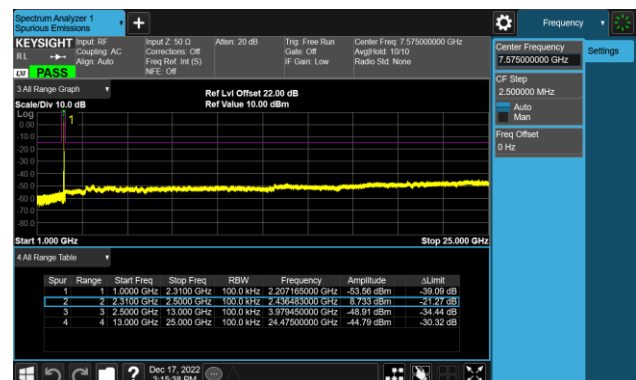 Spectrum Analyzer 1
Spurious Emissions
Frequency
KEYSIGHT Input: RF Input Z: 50 Ω Atten: 20 dB Trig: Free Run Center Freq: 7.575000000 GHz
RL Coupling: AC Corrections: Off Gate: Off Avg|Hold: 10/10
Align: Auto Freq Ref: Int (S) IF Gain: Low Radio Std: None
LXI PASS NFE: Off
Center Frequency
7.575000000 GHz
Settings
CF Step
2.500000 MHz
Auto
Man
Freq Offset
0 Hz
3 All Range Graph
Ref Lvl Offset 22.00 dB
Scale/Div 10.0 dB Ref Value 10.00 dBm
Log
1
0.00
-10.0
-20.0
-30.0
-40.0
-50.0
-60.0
-70.0
-80.0
Start 1.000 GHz Stop 25.000 GHz
4 All Range Table
Spur Range Start Freq Stop Freq RBW Frequency Amplitude ΔLimit
1 1 1.0000 GHz 2.3100 GHz 100.0 kHz 2.207165000 GHz -53.56 dBm -39.09 dB
2 2 2.3100 GHz 2.5000 GHz 100.0 kHz 2.436483000 GHz 8.733 dBm -21.27 dB
3 3 2.5000 GHz 13.000 GHz 100.0 kHz 3.979450000 GHz -48.91 dBm -34.44 dB
4 4 13.000 GHz 25.000 GHz 100.0 kHz 24.47500000 GHz -44.79 dBm -30.32 dB
Dec 17, 2022
3:15:38 PM